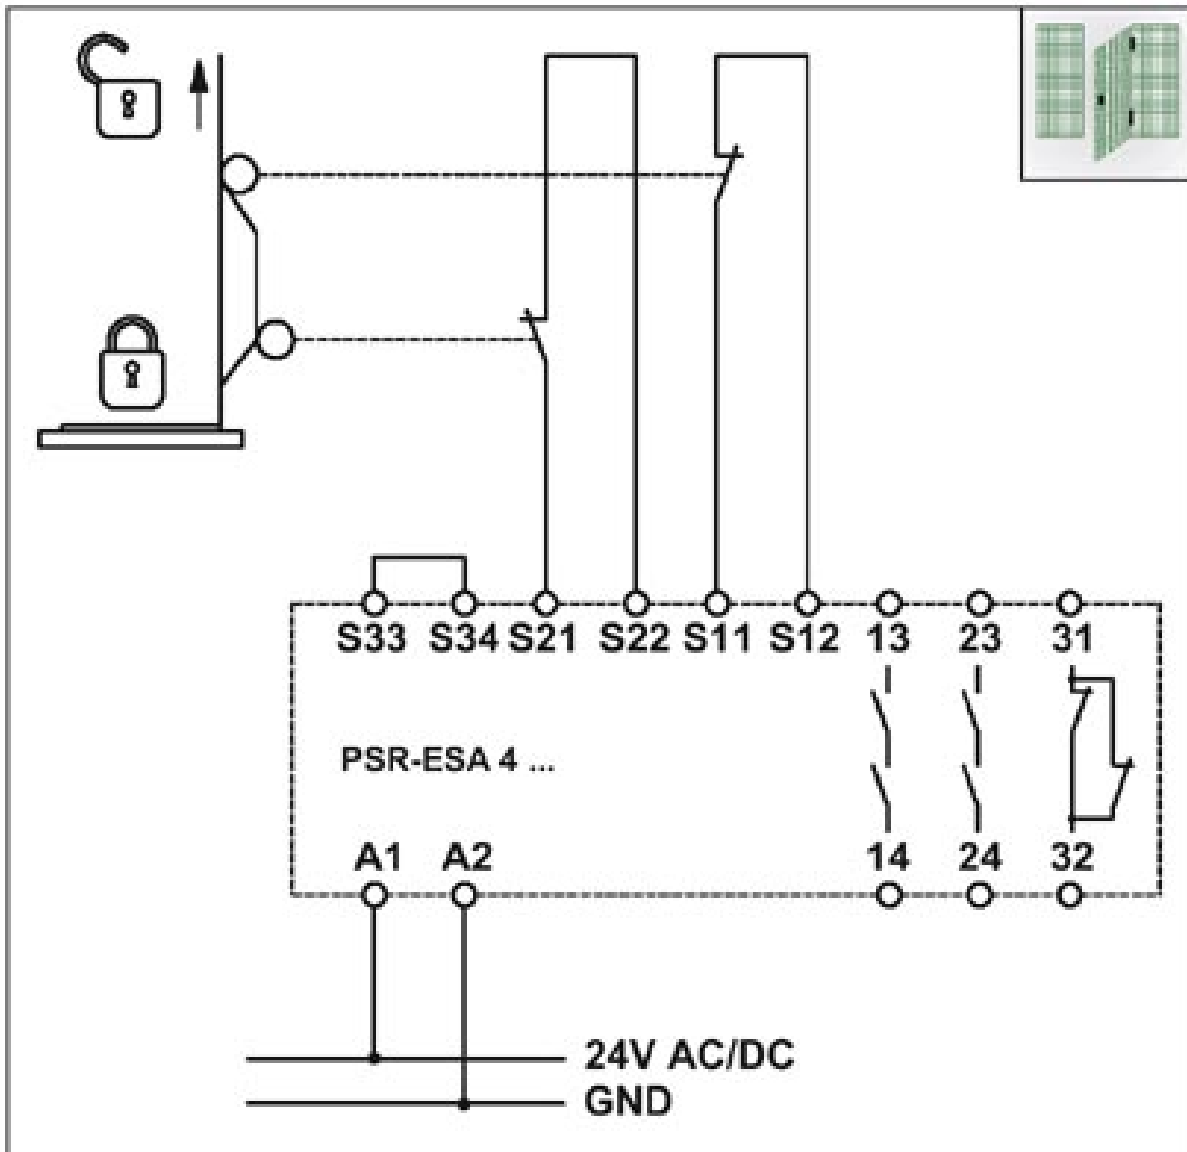 S33 S34 S21 S22 S11 S12 13 23 31
PSR-ESA 4 ...
A1 A2 14 24 32
24V AC/DC
GND